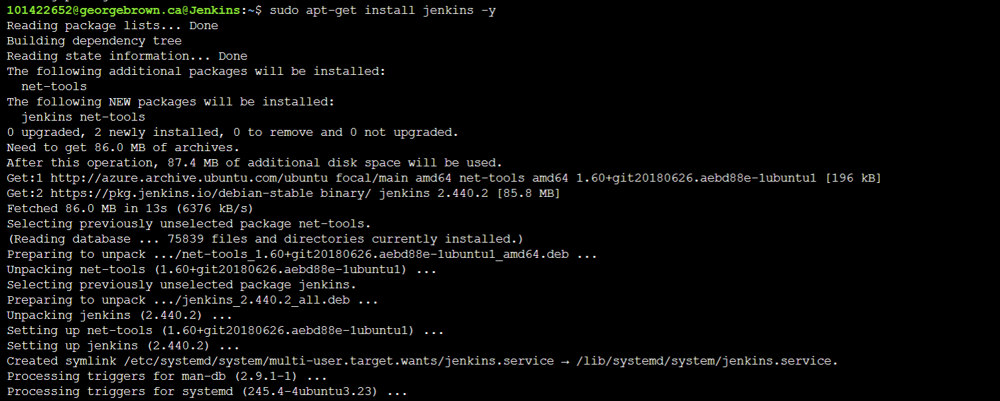 101422652@georgebrown.ca@Jenkins:~$ sudo apt-get install jenkins -y
Reading package lists... Done
Building dependency tree
Reading state information... Done
The following additional packages will be installed:
  net-tools
The following NEW packages will be installed:
  jenkins net-tools
0 upgraded, 2 newly installed, 0 to remove and 0 not upgraded.
Need to get 86.0 MB of archives.
After this operation, 87.4 MB of additional disk space will be used.
Get:1 http://azure.archive.ubuntu.com/ubuntu focal/main amd64 net-tools amd64 1.60+git20180626.aebd88e-1ubuntu1 [196 kB]
Get:2 https://pkg.jenkins.io/debian-stable binary/ jenkins 2.440.2 [85.8 MB]
Fetched 86.0 MB in 13s (6376 kB/s)
Selecting previously unselected package net-tools.
(Reading database ... 75839 files and directories currently installed.)
Preparing to unpack .../net-tools_1.60+git20180626.aebd88e-1ubuntu1_amd64.deb ...
Unpacking net-tools (1.60+git20180626.aebd88e-1ubuntu1) ...
Selecting previously unselected package jenkins.
Preparing to unpack .../jenkins_2.440.2_all.deb ...
Unpacking jenkins (2.440.2) ...
Setting up net-tools (1.60+git20180626.aebd88e-1ubuntu1) ...
Setting up jenkins (2.440.2) ...
Created symlink /etc/systemd/system/multi-user.target.wants/jenkins.service → /lib/systemd/system/jenkins.service.
Processing triggers for man-db (2.9.1-1) ...
Processing triggers for systemd (245.4-4ubuntu3.23) ...